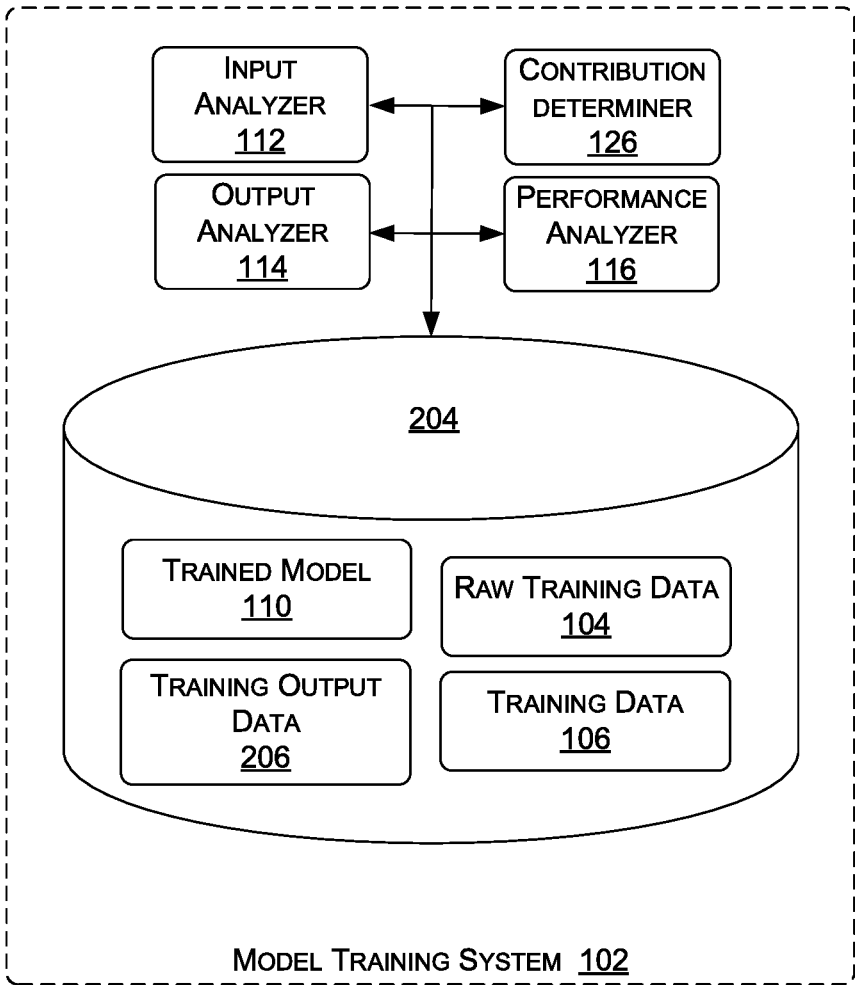 INPUT
ANALYZER
112
CONTRIBUTION
DETERMINER
126
OUTPUT
ANALYZER
114
PERFORMANCE
ANALYZER
116
204
TRAINED MODEL
110
RAW TRAINING DATA
104
TRAINING OUTPUT
DATA
206
TRAINING DATA
106
MODEL TRAINING SYSTEM 102